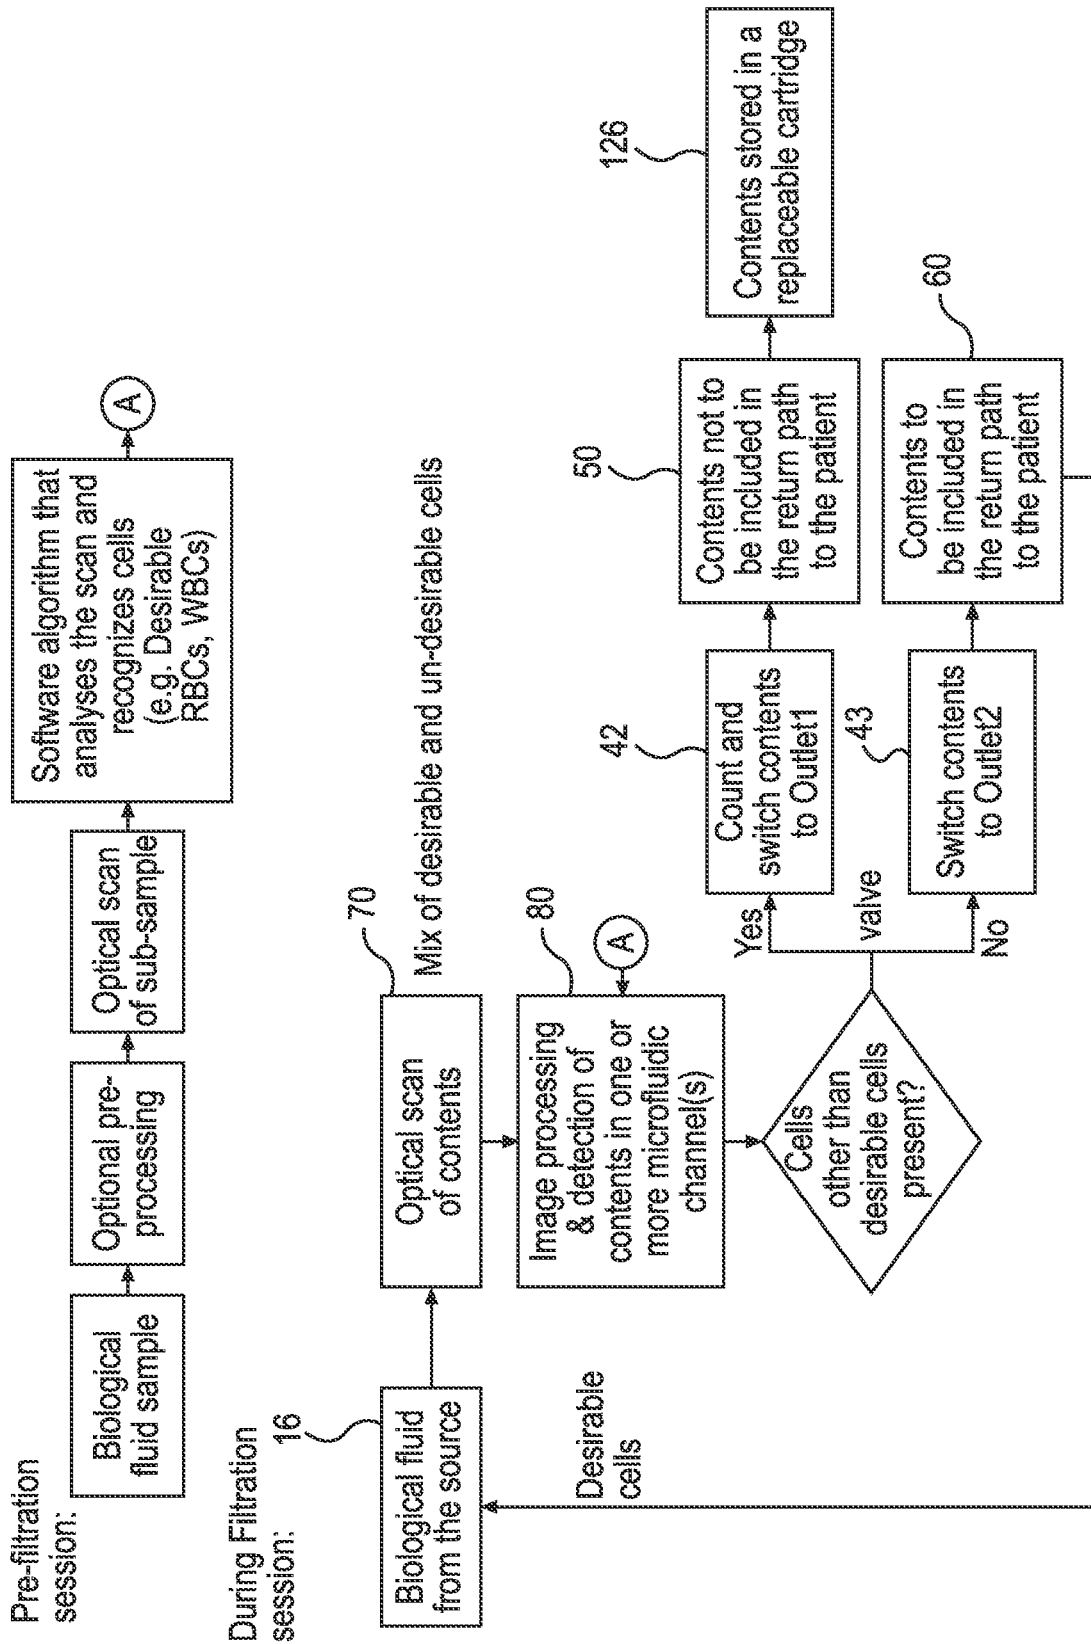 Pre-filtration
session:
Biological
fluid sample
Optional pre-
processing
Optical scan
of sub-sample
Software algorithm that
analyses the scan and
recognizes cells
(e.g. Desirable
RBCs, WBCs)
A
During Filtration
session:
16
Biological fluid
from the source
70
Optical scan
of contents
Mix of desirable and un-desirable cells
80
Image processing
& detection of
contents in one or
more microfluidic
channel(s)
A
Cells
other than
desirable cells
present?
Yes
valve
No
42
Count and
switch contents
to Outlet1
43
Switch contents
to Outlet2
50
Contents not to
be included in
the return path
to the patient
60
Contents to
be included in
the return path
to the patient
126
Contents stored in a
replaceable cartridge
Desirable
cells